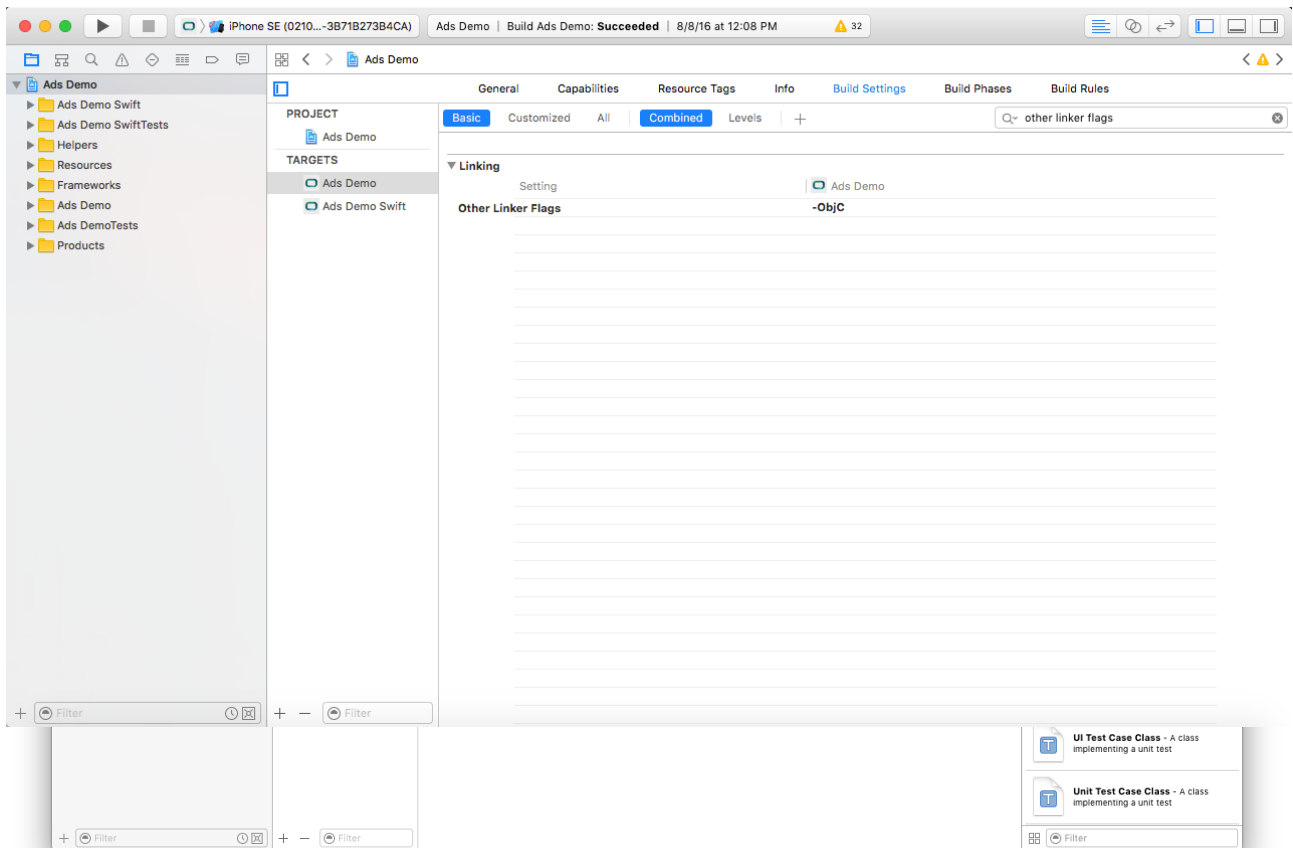 iPhone SE (0210...-3B71B273B4CA)
Ads Demo | Build Ads Demo: Succeeded | 8/8/16 at 12:08 PM
32
Ads Demo
Ads Demo
Ads Demo Swift
Ads Demo SwiftTests
Helpers
Resources
Frameworks
Ads Demo
Ads DemoTests
Products
Filter
General Capabilities Resource Tags Info Build Settings Build Phases Build Rules
PROJECT
Ads Demo
TARGETS
Ads Demo
Ads Demo Swift
Filter
Basic Customized All Combined Levels + other linker flags
Linking
Setting Ads Demo
Other Linker Flags -ObjC
UI Test Case Class - A class
implementing a unit test
Unit Test Case Class - A class
implementing a unit test
Filter
Filter
Filter